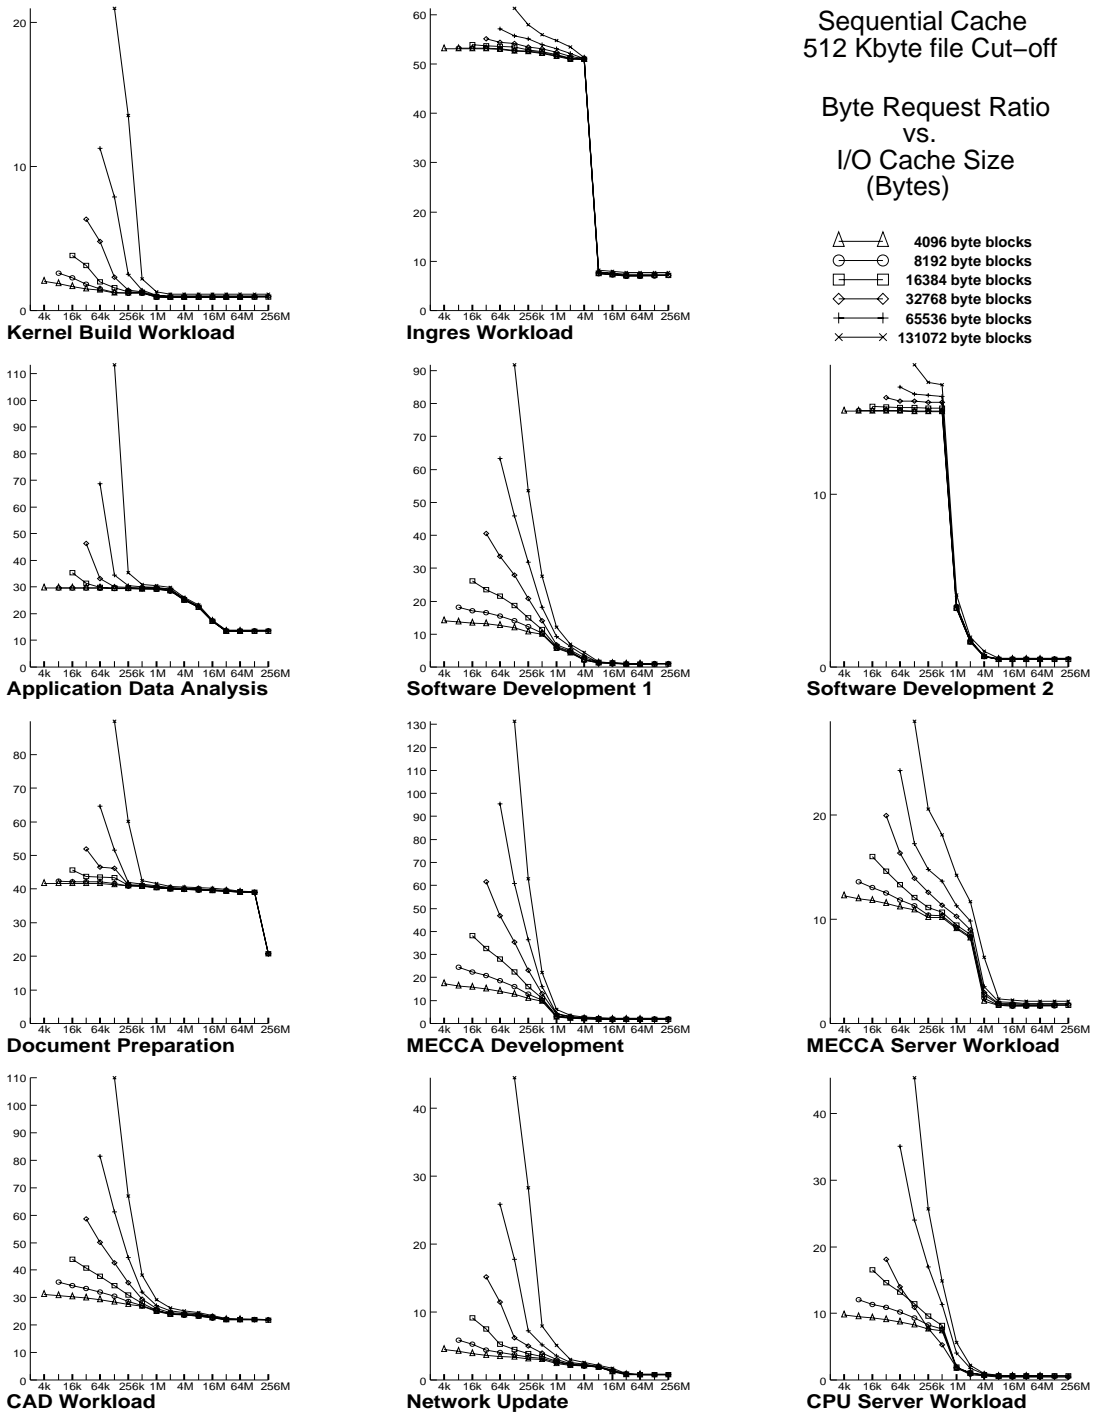 Sequential Cache
512 Kbyte file Cut–off
Byte Request Ratio
vs.
I/O Cache Size
(Bytes)
4096 byte blocks
8192 byte blocks
16384 byte blocks
32768 byte blocks
65536 byte blocks
131072 byte blocks
20
10
0
4k 16k 64k 256k 1M 4M 16M 64M 256M
Kernel Build Workload
60
50
40
30
20
10
0
4k 16k 64k 256k 1M 4M 16M 64M 256M
Ingres Workload
110
100
90
80
70
60
50
40
30
20
10
0
4k 16k 64k 256k 1M 4M 16M 64M 256M
Application Data Analysis
90
80
70
60
50
40
30
20
10
0
4k 16k 64k 256k 1M 4M 16M 64M 256M
Software Development 1
10
0
4k 16k 64k 256k 1M 4M 16M 64M 256M
Software Development 2
80
70
60
50
40
30
20
10
0
4k 16k 64k 256k 1M 4M 16M 64M 256M
Document Preparation
130
120
110
100
90
80
70
60
50
40
30
20
10
0
4k 16k 64k 256k 1M 4M 16M 64M 256M
MECCA Development
20
10
0
4k 16k 64k 256k 1M 4M 16M 64M 256M
MECCA Server Workload
110
100
90
80
70
60
50
40
30
20
10
0
4k 16k 64k 256k 1M 4M 16M 64M 256M
CAD Workload
40
30
20
10
0
4k 16k 64k 256k 1M 4M 16M 64M 256M
Network Update
40
30
20
10
0
4k 16k 64k 256k 1M 4M 16M 64M 256M
CPU Server Workload